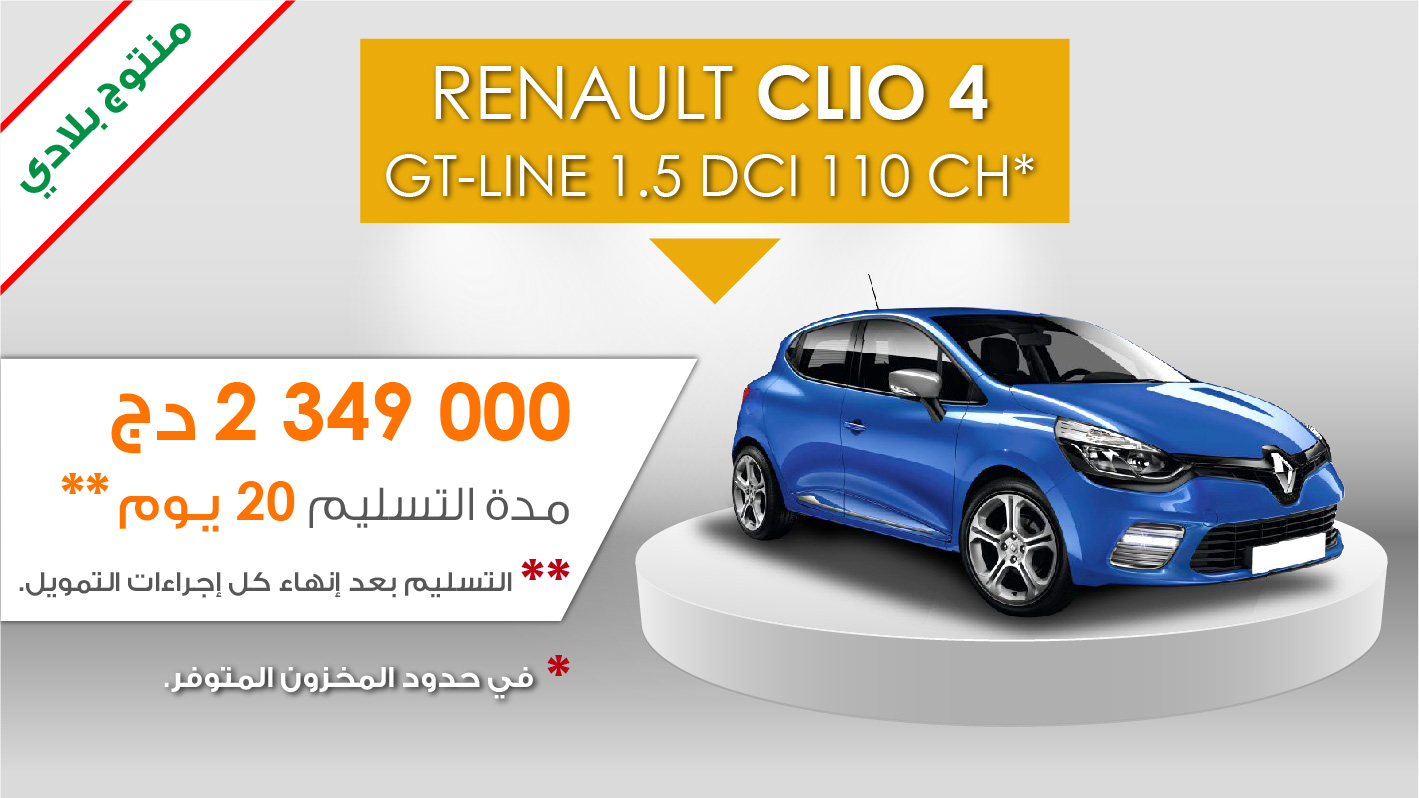 منتوج بلادي
RENAULT CLIO 4
GT-LINE 1.5 DCI 110 CH*
2 349 000 دج
مدة التسليم 20 يوم**
** التسليم بعد إنهاء كل إجراءات التمويل.
* في حدود المخزون المتوفر.